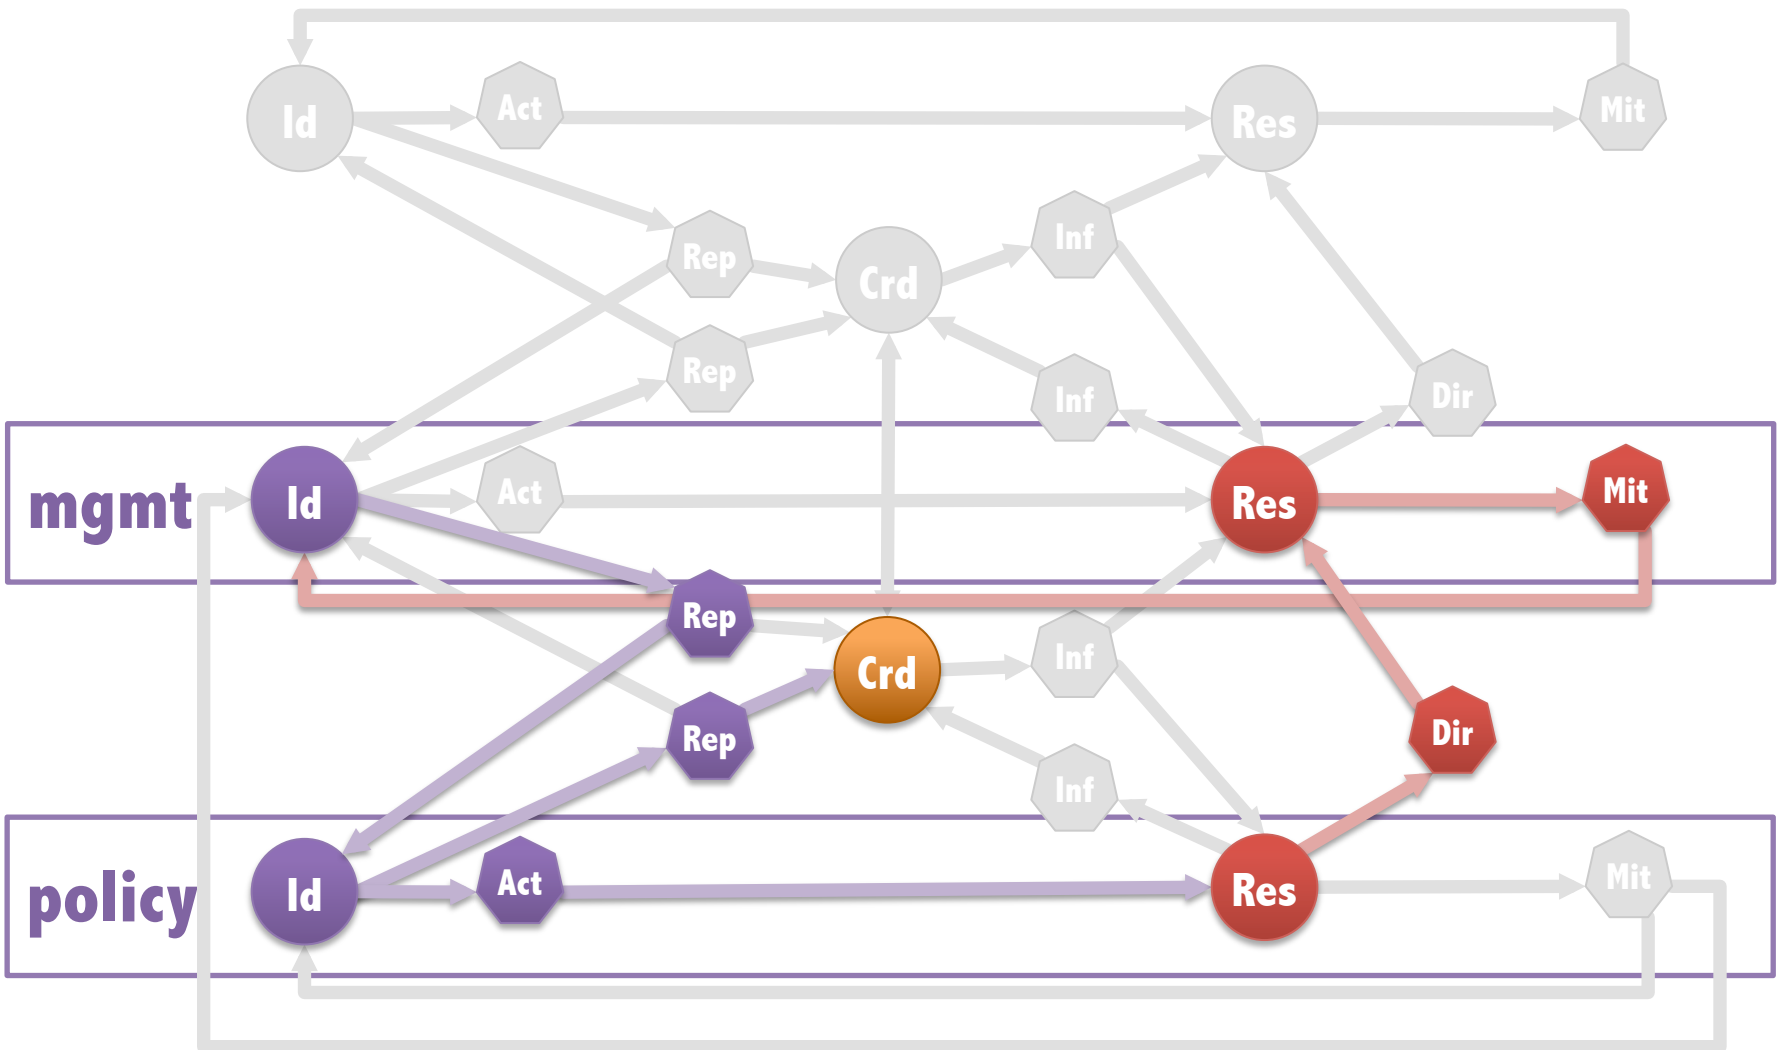 Id
Act
Res
Mit
Rep
Inf
Crd
Rep
Inf
Dir
mgmt
Id
Act
Res
Mit
Rep
Crd
Inf
Rep
Dir
Inf
policy
Id
Act
Res
Mit